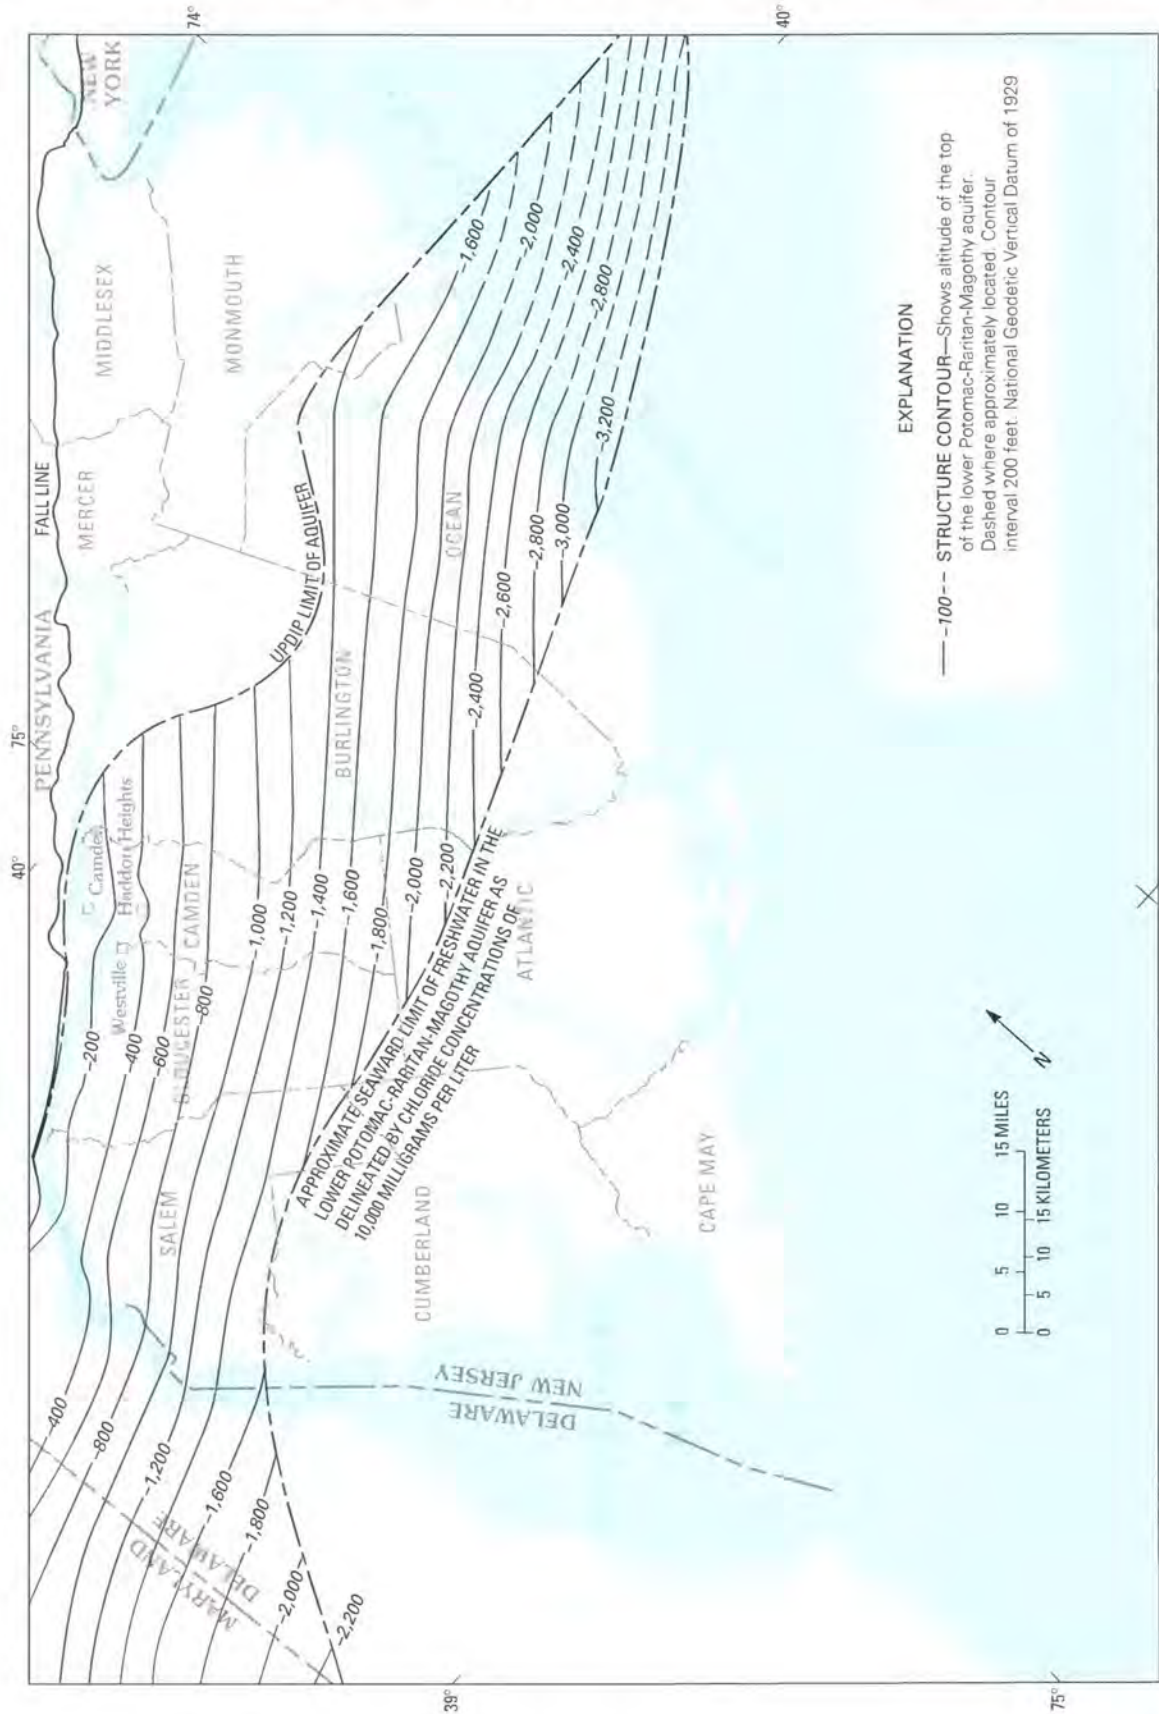 40°
75°
74°
PENNSYLVANIA
FALL LINE
NEW
YORK
MERCER
MIDDLESEX
MONMOUTH
UPDIP LIMIT OF AQUIFER
Camden
Westville
Haddon Heights
GLOUCESTER
CAMDEN
BURLINGTON
OCEAN
SALEM
-200
-400
-600
-800
1,000
-1,200
-1,400
-1,600
-1,800
-2,000
-2,200
-2,400
-2,600
-2,800
-3,000
-3,200
-1,600
-2,000
-2,400
-2,800
APPROXIMATE SEAWARD LIMIT OF FRESHWATER IN THE
LOWER POTOMAC-RARITAN-MAGOTHY AQUIFER AS
DELINEATED BY CHLORIDE CONCENTRATIONS OF
10,000 MILLIGRAMS PER LITER
ATLANTIC
CUMBERLAND
CAPE MAY
-400
-800
-1,200
-1,600
-1,800
-2,000
-2,200
MARYLAND
DELAWARE
NEW JERSEY
DELAWARE
39°
75°
40°
0 5 10 15 MILES
0 5 10 15 KILOMETERS
N
EXPLANATION
-100-- STRUCTURE CONTOUR—Shows altitude of the top
of the lower Potomac-Raritan-Magothy aquifer.
Dashed where approximately located. Contour
interval 200 feet. National Geodetic Vertical Datum of 1929